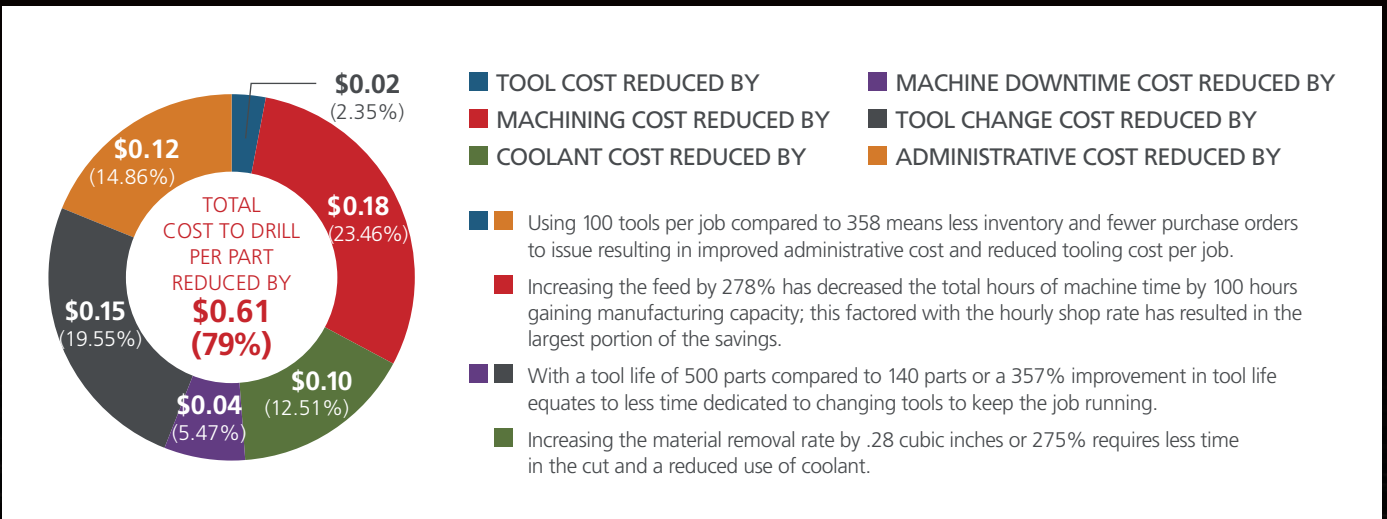 $0.02
(2.35%)
$0.12
(14.86%)
$0.18
(23.46%)
TOTAL
COST TO DRILL
PER PART
REDUCED BY
$0.61
(79%)
$0.15
(19.55%)
$0.10
(12.51%)
$0.04
(5.47%)
TOOL COST REDUCED BY
MACHINING COST REDUCED BY
COOLANT COST REDUCED BY
MACHINE DOWNTIME COST REDUCED BY
TOOL CHANGE COST REDUCED BY
ADMINISTRATIVE COST REDUCED BY
Using 100 tools per job compared to 358 means less inventory and fewer purchase orders
to issue resulting in improved administrative cost and reduced tooling cost per job.
Increasing the feed by 278% has decreased the total hours of machine time by 100 hours
gaining manufacturing capacity; this factored with the hourly shop rate has resulted in the
largest portion of the savings.
With a tool life of 500 parts compared to 140 parts or a 357% improvement in tool life
equates to less time dedicated to changing tools to keep the job running.
Increasing the material removal rate by .28 cubic inches or 275% requires less time
in the cut and a reduced use of coolant.